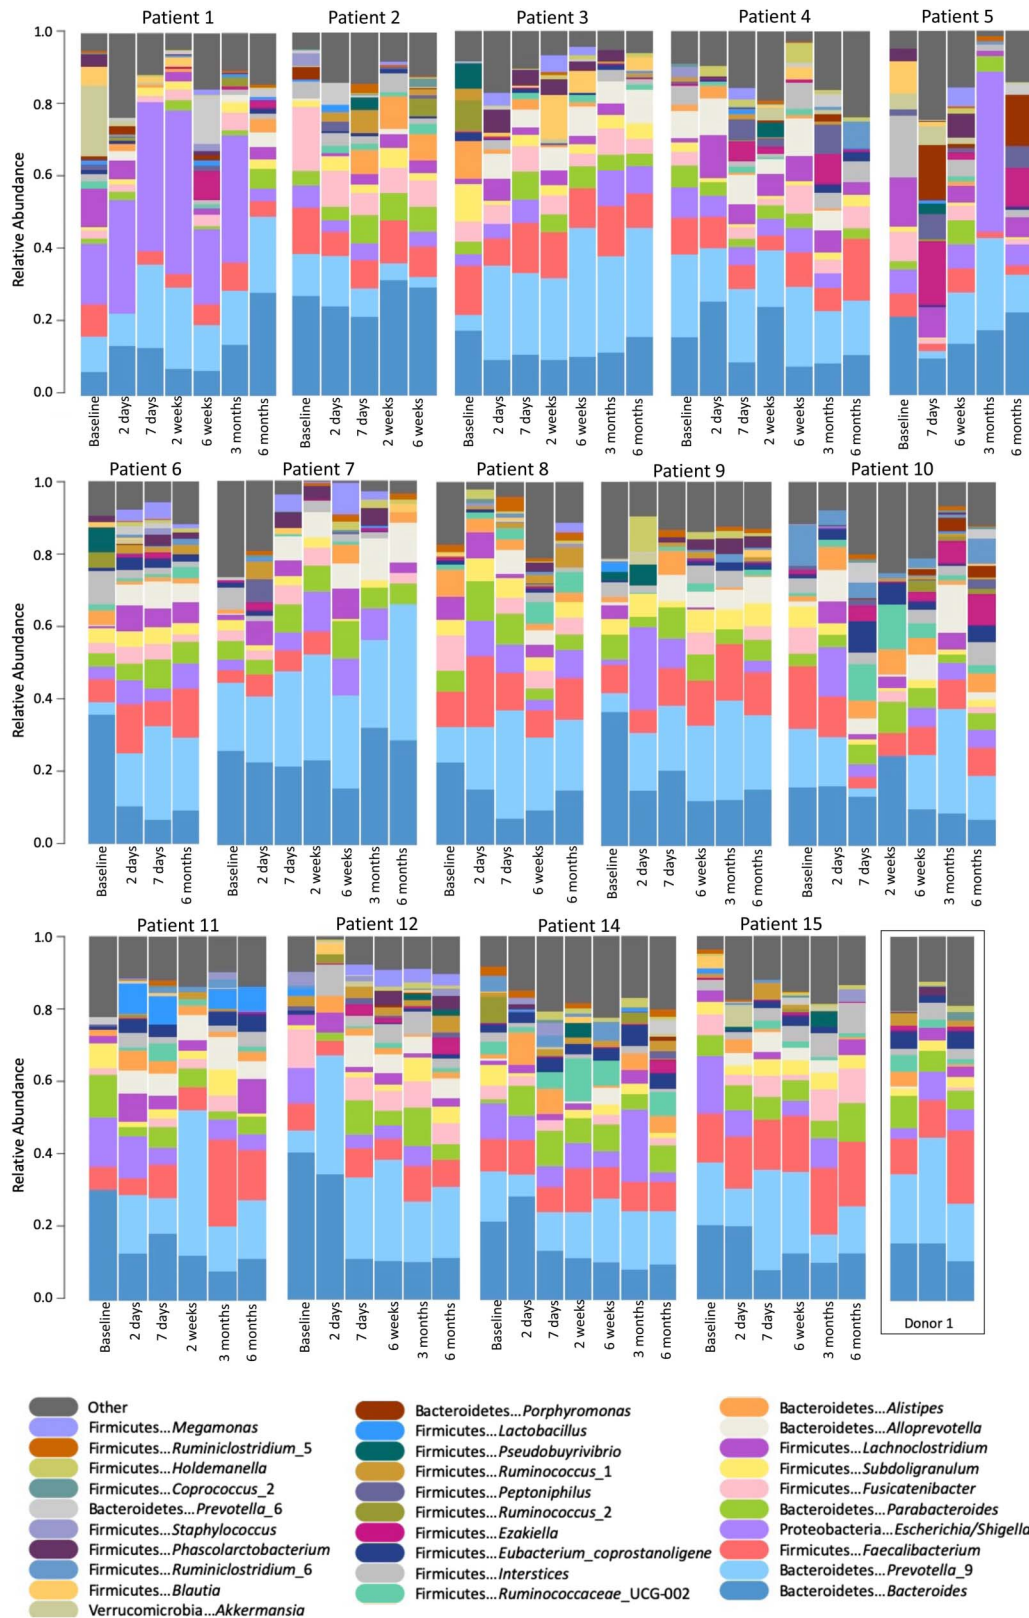 Patient 1 Patient 2 Patient 3 Patient 4 Patient 5
Relative Abundance
1.0
0.8
0.6
0.4
0.2
0.0
Baseline 2 days 7 days 2 weeks 6 weeks 3 months 6 months
Baseline 2 days 7 days 2 weeks 6 weeks
Baseline 2 days 7 days 2 weeks 6 weeks 3 months 6 months
Baseline 2 days 7 days 2 weeks 6 weeks 3 months 6 months
Baseline 7 days 6 weeks 3 months 6 months
Patient 6 Patient 7 Patient 8 Patient 9 Patient 10
Relative Abundance
1.0
0.8
0.6
0.4
0.2
0.0
Baseline 2 days 7 days 6 months
Baseline 2 days 7 days 2 weeks 6 weeks 3 months 6 months
Baseline 2 days 7 days 6 weeks 6 months
Baseline 2 days 7 days 6 weeks 3 months 6 months
Baseline 2 days 7 days 2 weeks 6 weeks 3 months 6 months
Patient 11 Patient 12 Patient 14 Patient 15
Relative Abundance
1.0
0.8
0.6
0.4
0.2
0.0
Baseline 2 days 7 days 2 weeks 3 months 6 months
Baseline 2 days 7 days 6 weeks 3 months 6 months
Baseline 2 days 7 days 2 weeks 6 weeks 3 months 6 months
Baseline 2 days 7 days 6 weeks 3 months 6 months
Donor 1
Other
Firmicutes...Megamonas
Firmicutes...Ruminiclostridium_5
Firmicutes...Holdemanella
Firmicutes...Coprococcus_2
Bacteroidetes...Prevotella_6
Firmicutes...Staphylococcus
Firmicutes...Phascolarctobacterium
Firmicutes...Ruminiclostridium_6
Firmicutes...Blautia
Verrucomicrobia...Akkermansia
Bacteroidetes...Porphyromonas
Firmicutes...Lactobacillus
Firmicutes...Pseudobuyrivibrio
Firmicutes...Ruminococcus_1
Firmicutes...Peptoniphilus
Firmicutes...Ruminococcus_2
Firmicutes...Ezakiella
Firmicutes...Eubacterium_coprostanoligene
Firmicutes...Interstices
Firmicutes...Ruminococcaceae_UCG-002
Bacteroidetes...Alistipes
Bacteroidetes...Alloprevotella
Firmicutes...Lachnoclostridium
Firmicutes...Subdoligranulum
Firmicutes...Fusicatenibacter
Bacteroidetes...Parabacteroides
Proteobacteria...Escherichia/Shigella
Firmicutes...Faecalibacterium
Bacteroidetes...Prevotella_9
Bacteroidetes...Bacteroides